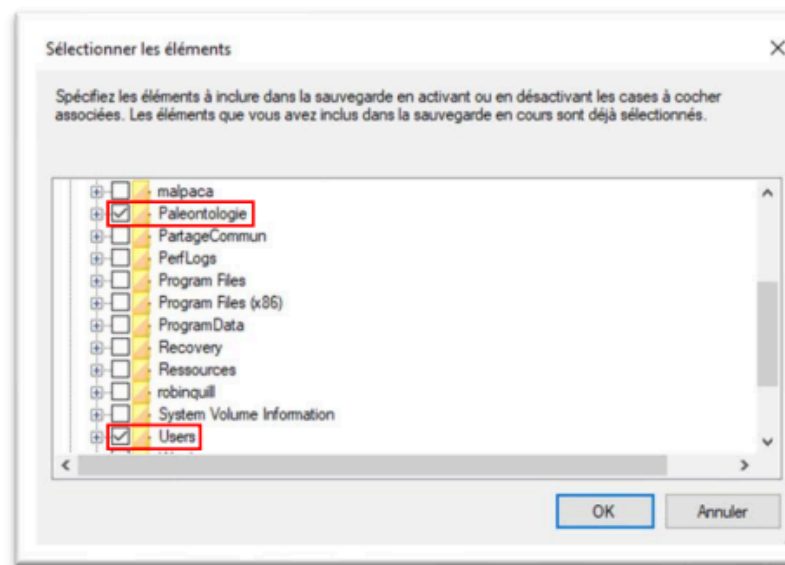 Sélectionner les éléments
Spécifiez les éléments à inclure dans la sauvegarde en activant ou en désactivant les cases à cocher
associées. Les éléments que vous avez inclus dans la sauvegarde en cours sont déjà sélectionnés.
malpaca
Paleontologie
PartageCommun
PerfLogs
Program Files
Program Files (x86)
ProgramData
Recovery
Ressources
robinquill
System Volume Information
Users
OK Annuler